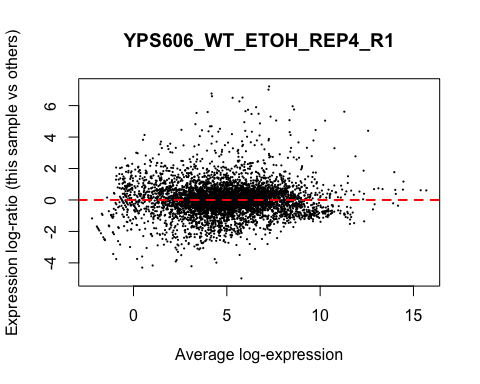 YPS606_WT_ETOH_REP4_R1
Expression log-ratio (this sample vs others)
6
4
2
0
-2
-4
0 5 10 15
Average log-expression